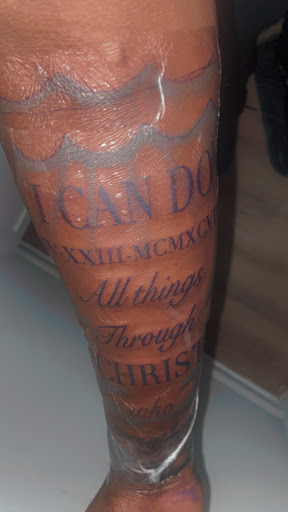 I CAN DO
XXIII-MCMXCV
All things
Through
CHRIST
who